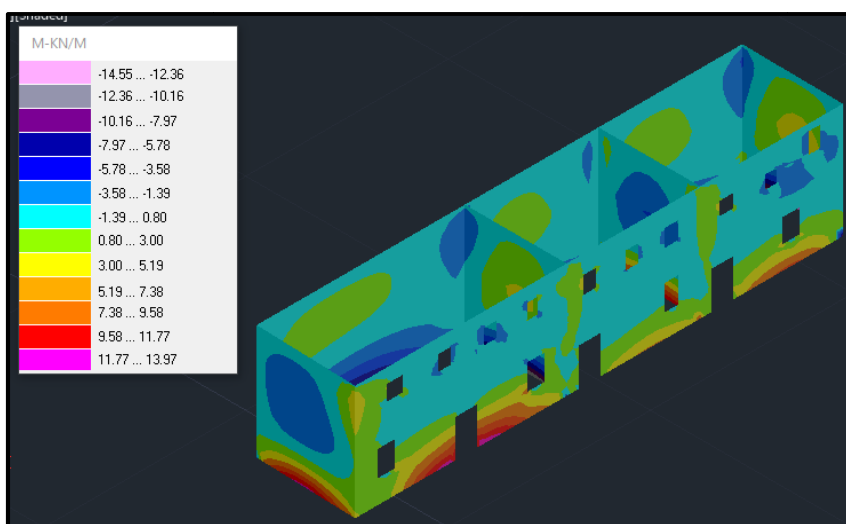 ][Shaded]
M-KN/M
-14.55 ... -12.36
-12.36 ... -10.16
-10.16 ... -7.97
-7.97 ... -5.78
-5.78 ... -3.58
-3.58 ... -1.39
-1.39 ... 0.80
0.80 ... 3.00
3.00 ... 5.19
5.19 ... 7.38
7.38 ... 9.58
9.58 ... 11.77
11.77 ... 13.97